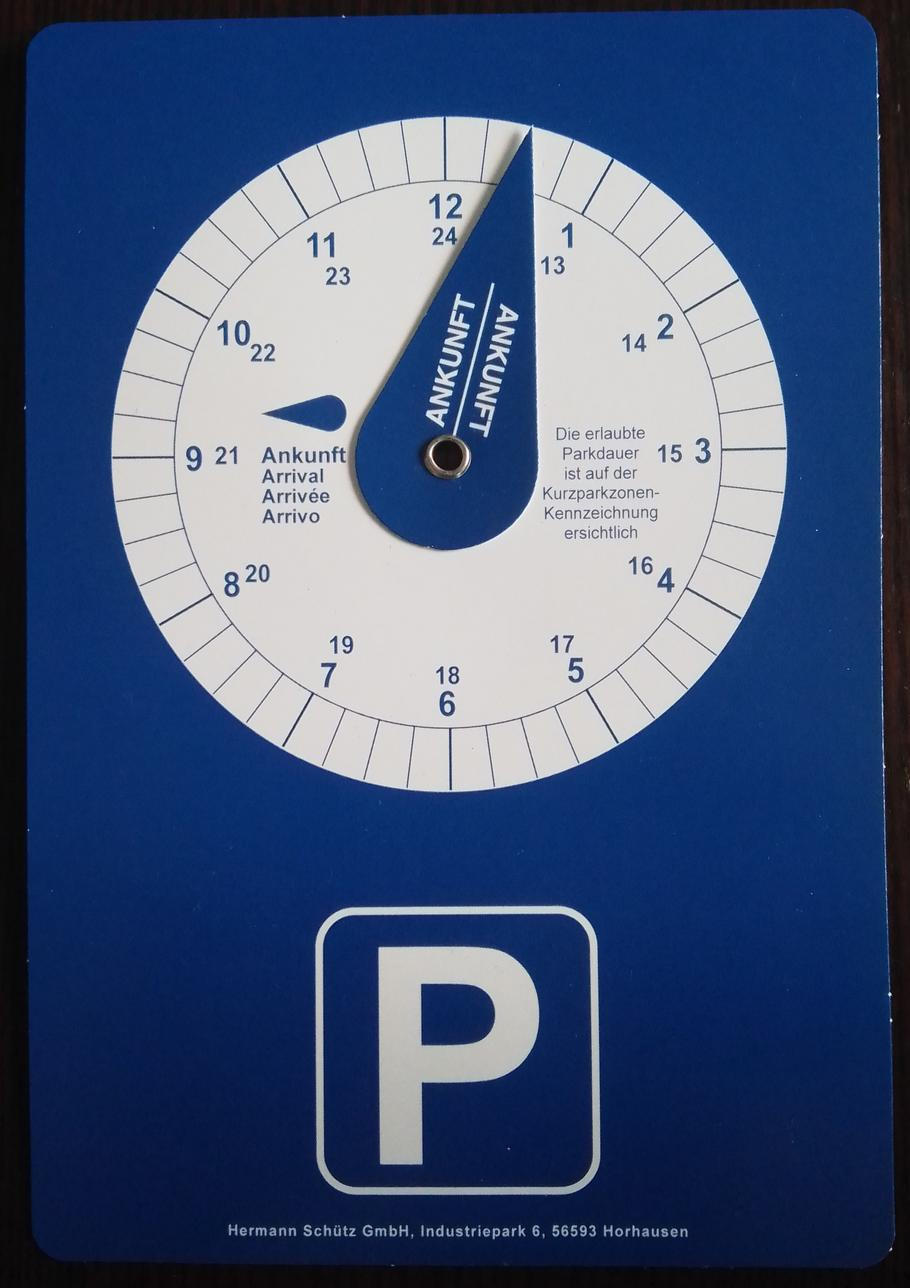 12
24
11
23
1
13
10
22
2
14
ANKUNFT
ANKUNFT
9 21
Ankunft
Arrival
Arrivée
Arrivo
Die erlaubte
Parkdauer
ist auf der
Kurzparkzonen-
Kennzeichnung
ersichtlich
15 3
8 20
16 4
19
7
17
5
18
6
P
Hermann Schütz GmbH, Industriepark 6, 56593 Horhausen